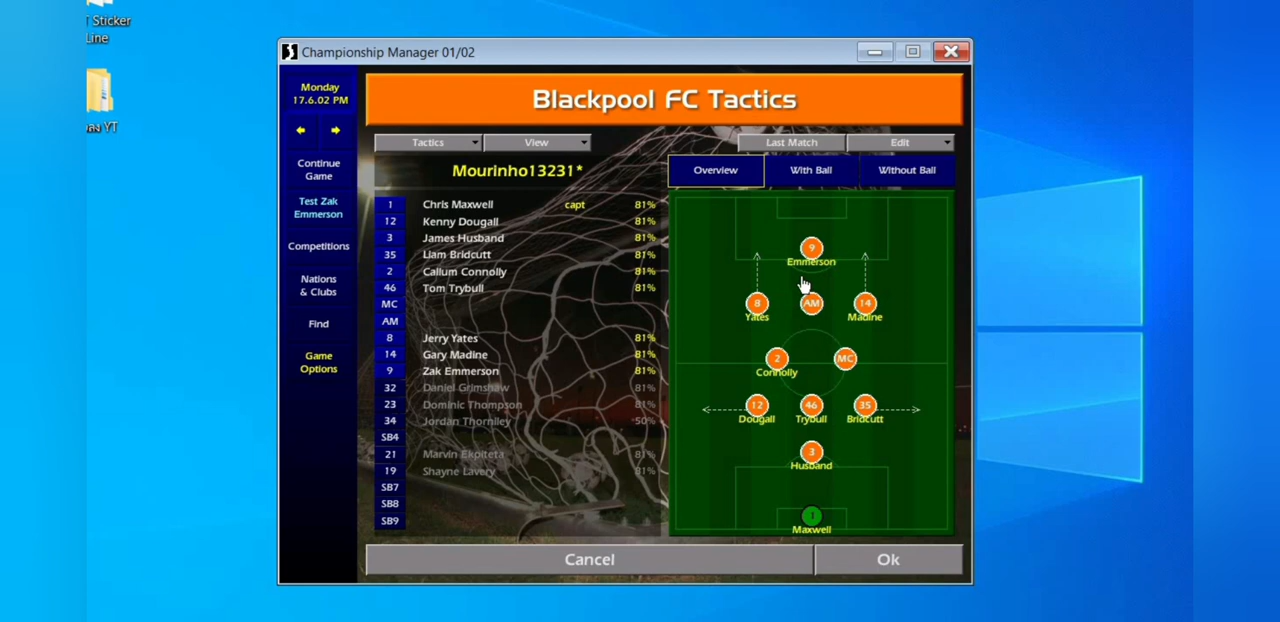 T Sticker
Line
YT
Championship Manager 01/02
Monday
17.6.02 PM
Continue
Game
Test Zak
Emmerson
Competitions
Nations
& Clubs
Find
Game
Options
Blackpool FC Tactics
Tactics
View
Last Match
Edit
Mourinho13231*
Overview
With Ball
Without Ball
1 Chris Maxwell capt 81%
12 Kenny Dougall 81%
3 James Husband 81%
35 Liam Bridcutt 81%
2 Callum Connolly 81%
46 Tom Trybull 81%
MC
AM
8 Jerry Yates 81%
14 Gary Madine 81%
9 Zak Emmerson 81%
32 Daniel Grimshaw 81%
23 Dominic Thompson 81%
34 Jordan Thorniley 50%
SB4
21 Marvin Ekpiteta 81%
19 Shayne Lavery 81%
SB7
SB8
SB9
9
Emmerson
8 AM 14
Yates Madine
2 MC
Connolly
12 46 35
Dougall Trybull Bridcutt
3
Husband
1
Maxwell
Cancel
Ok